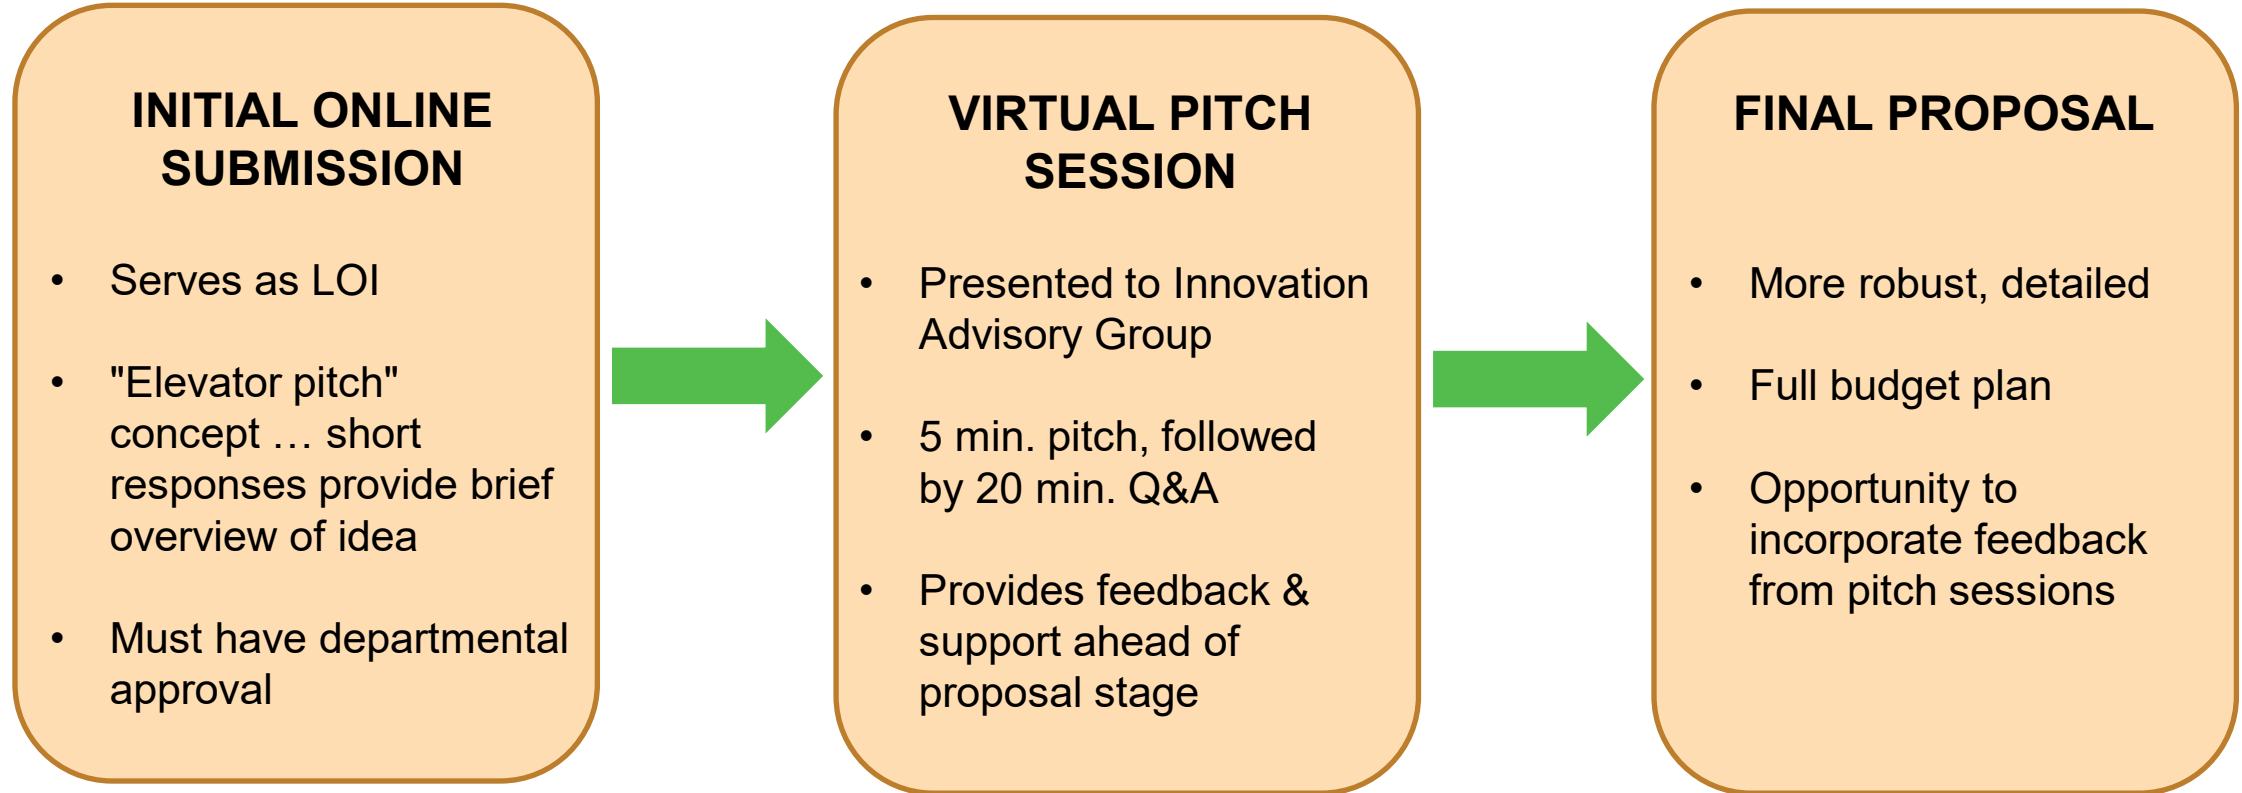 INITIAL ONLINE
SUBMISSION
• Serves as LOI
• "Elevator pitch"
concept … short
responses provide brief
overview of idea
• Must have departmental
approval
VIRTUAL PITCH
SESSION
• Presented to Innovation
Advisory Group
• 5 min. pitch, followed
by 20 min. Q&A
• Provides feedback &
support ahead of
proposal stage
FINAL PROPOSAL
• More robust, detailed
• Full budget plan
• Opportunity to
incorporate feedback
from pitch sessions